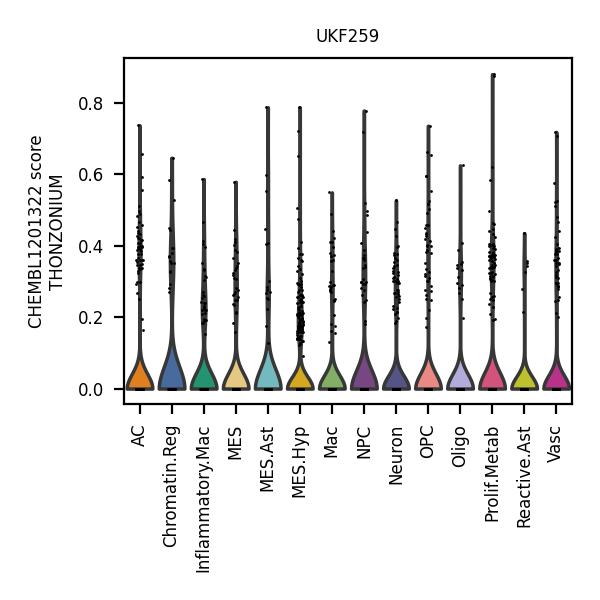 UKF259
CHEMBL1201322 score
THONZONIUM
0.8
0.6
0.4
0.2
0.0
AC
Chromatin.Reg
Inflammatory.Mac
MES
MES.Ast
MES.Hyp
Mac
NPC
Neuron
OPC
Oligo
Prolif.Metab
Reactive.Ast
Vasc